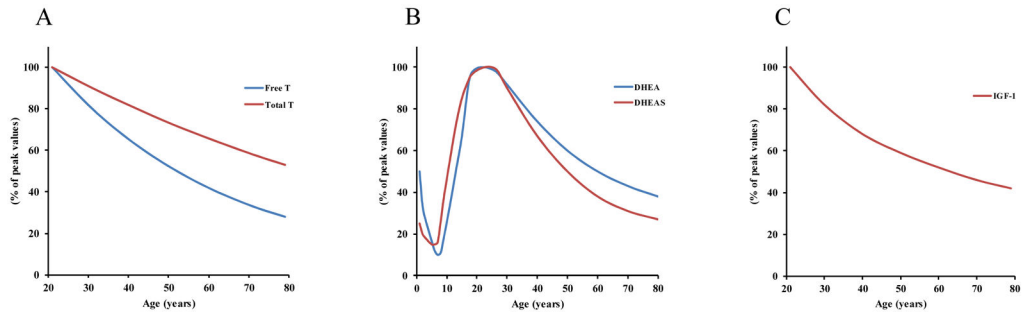 A
(% of peak values)
100
80
60
40
20
0
Free T
Total T
20 30 40 50 60 70 80
Age (years)
B
(% of peak values)
100
80
60
40
20
0
DHEA
DHEAS
0 10 20 30 40 50 60 70 80
Age (years)
C
(% of peak values)
100
80
60
40
20
0
IGF-1
20 30 40 50 60 70 80
Age (years)